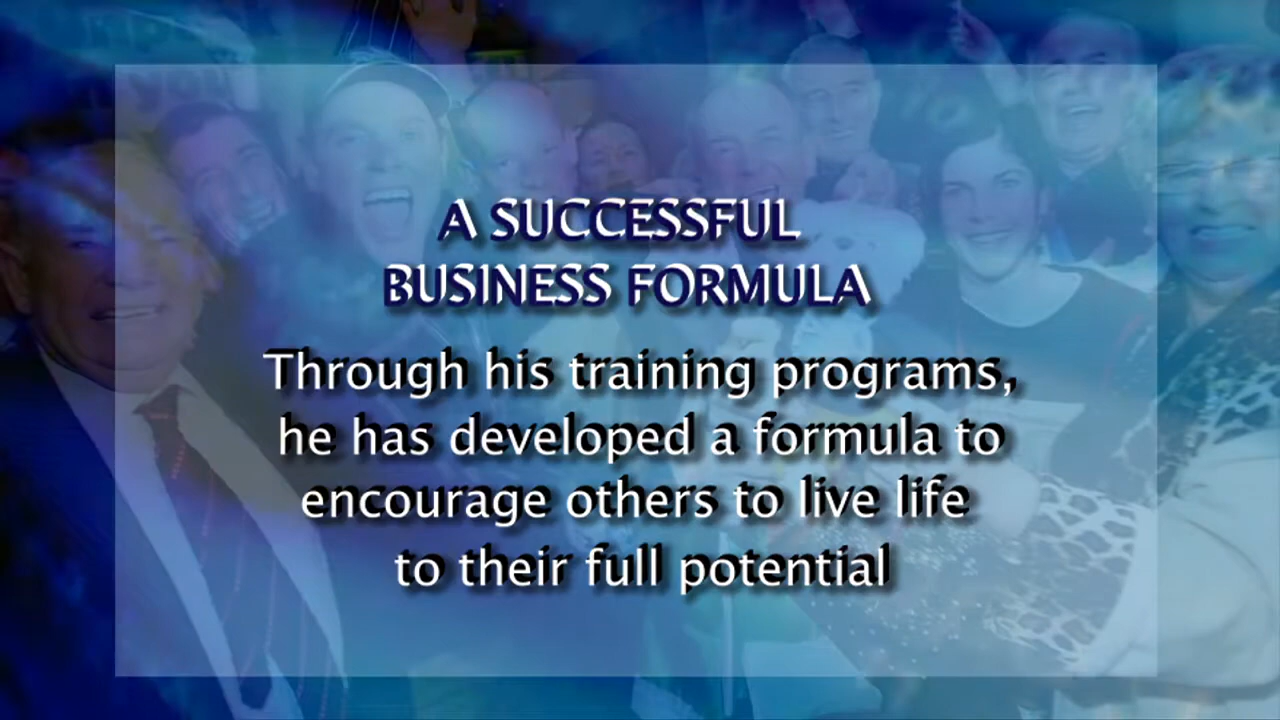 A SUCCESSFUL
BUSINESS FORMULA
Through his training programs,
he has developed a formula to
encourage others to live life
to their full potential